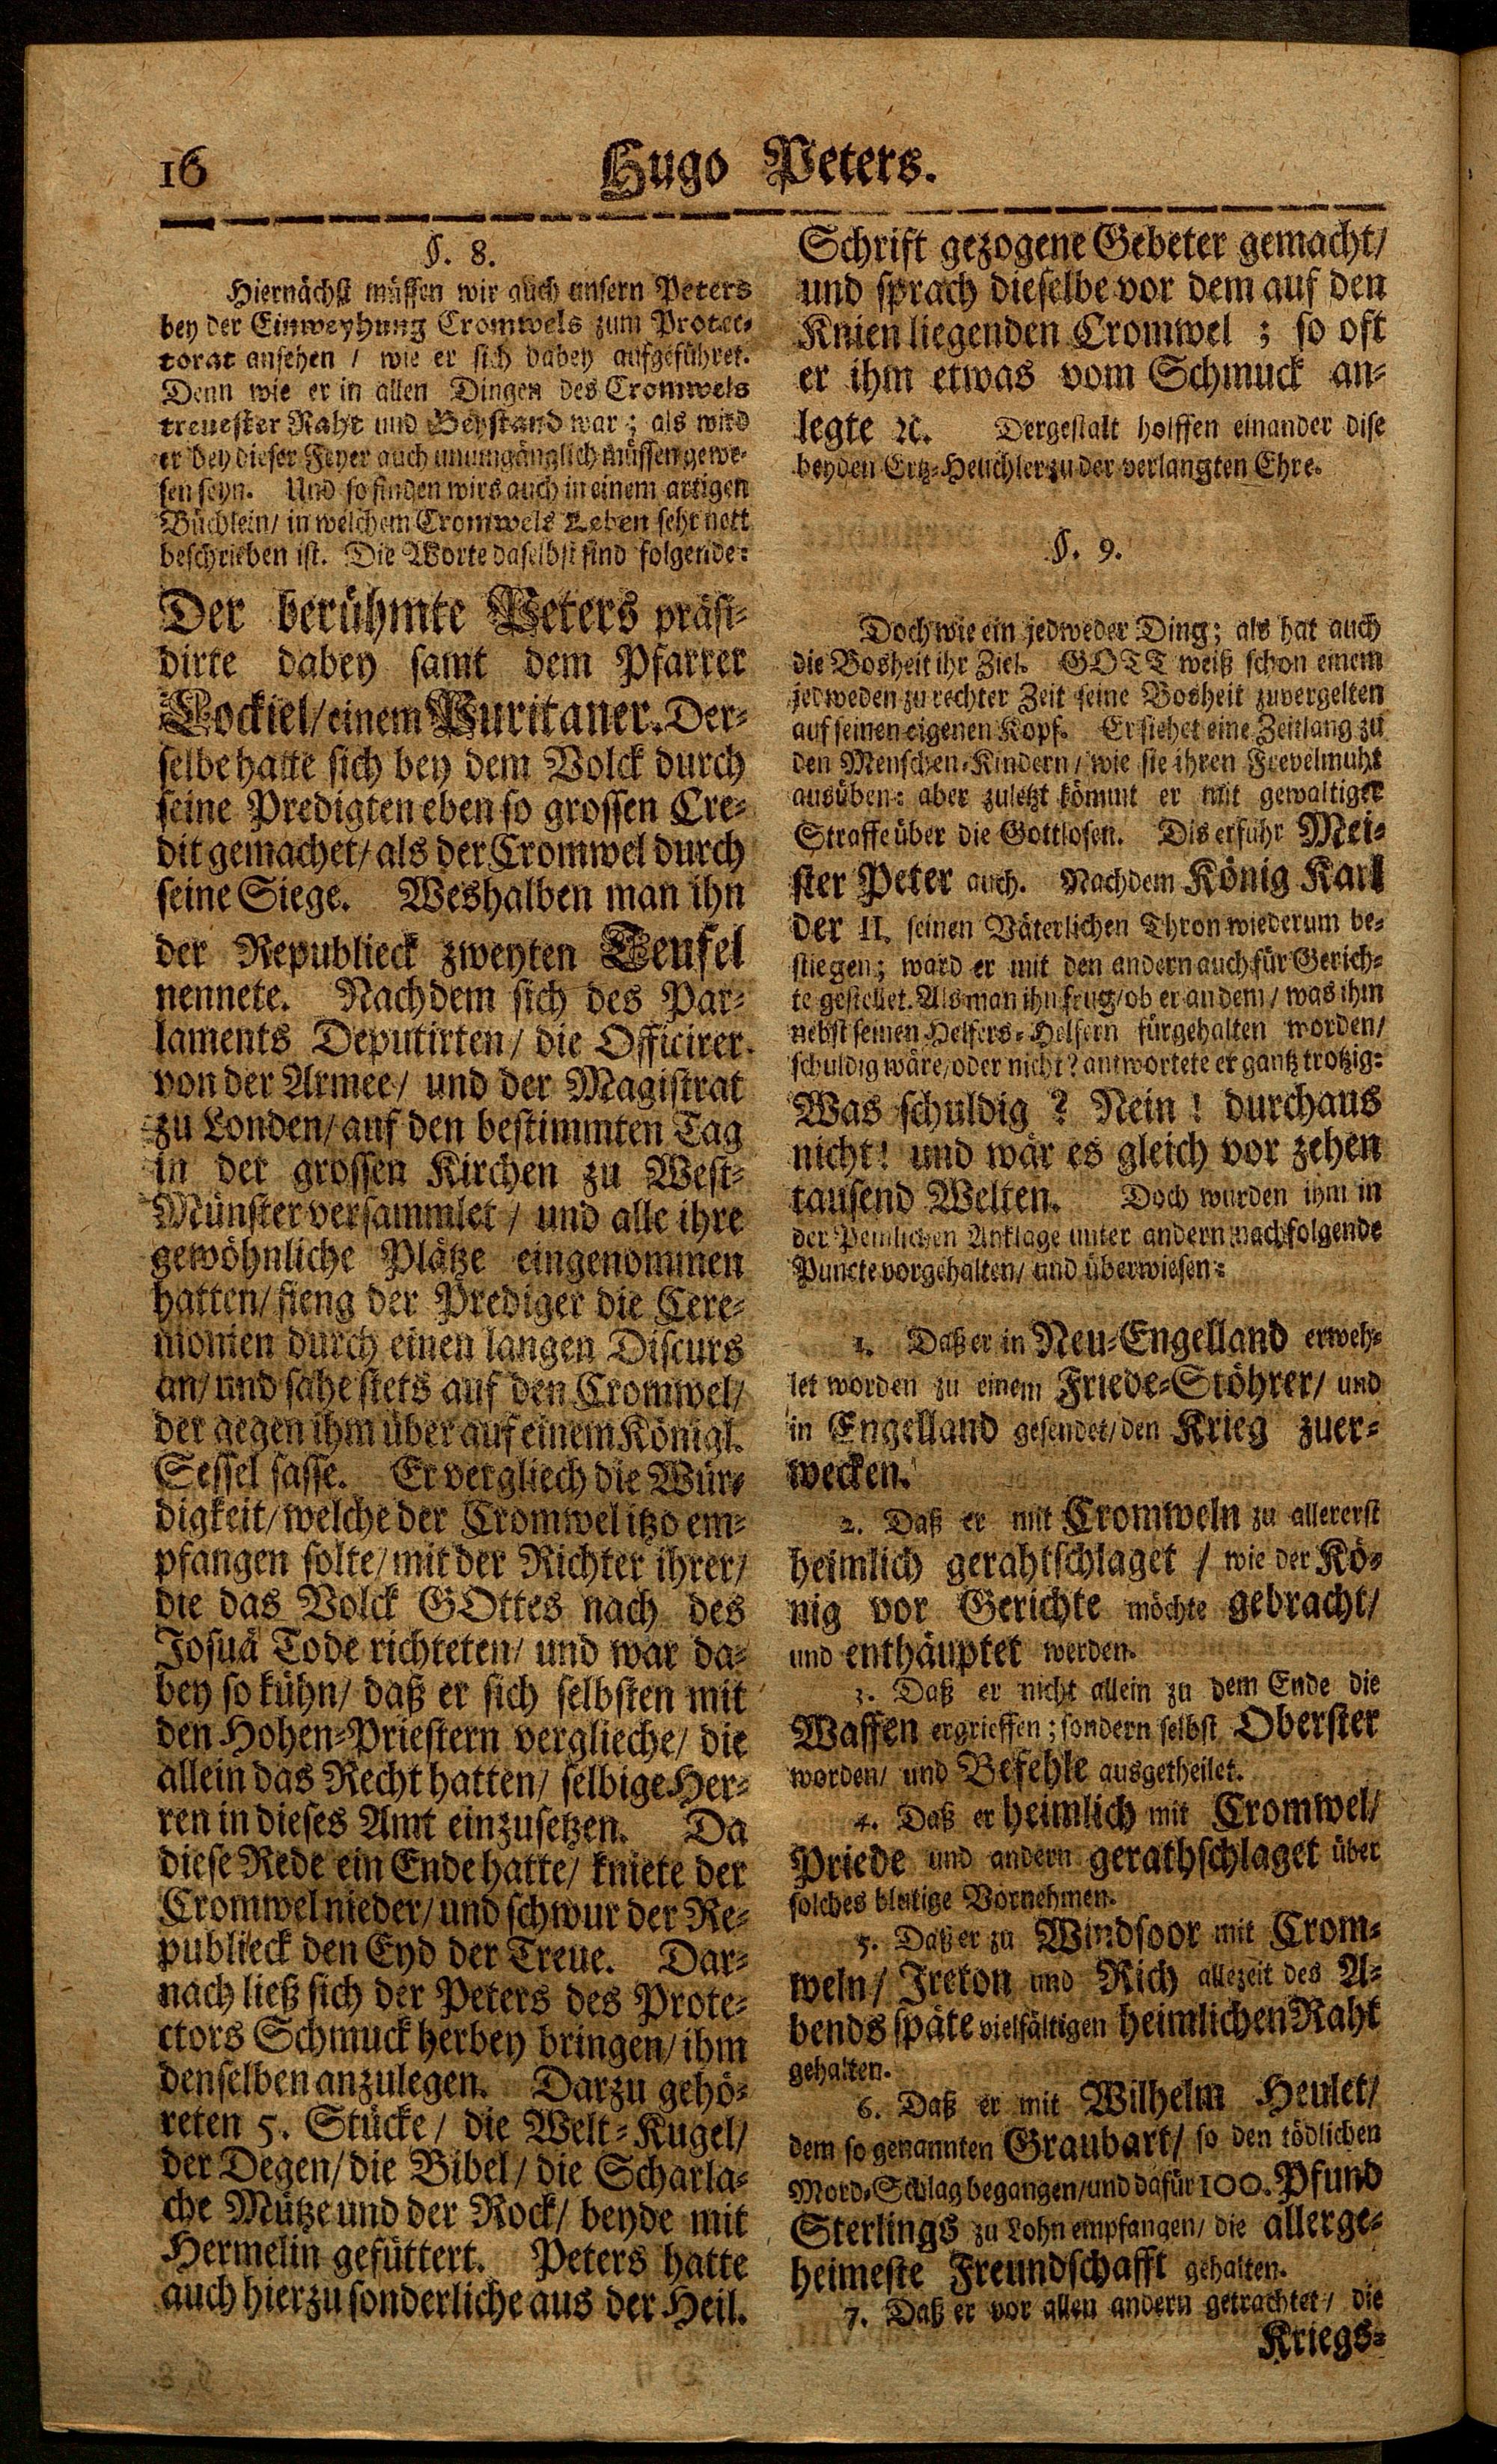 16
Hugo Peters.
§. 8.
Hiernächst müssen wir auch unsern Peters
bey der Einweyhung Cromwels zum Protec-
torat ansehen / wie er sich dabey aufgeführet.
Denn wie er in allen Dingen des Cromwels
treuester Raht und Beystand war; als wird
er bey dieser Feyer auch unumgänglich müssen gewe-
sen seyn. Und so finden wirs auch in einem artigen
Büchlein/ in welchem Cromwels Leben sehr nett
beschrieben ist. Die Worte daselbst sind folgende:
Der berühmte Peters präsi-
dirte dabey samt dem Pfarrer
Lockiel/ einem Puritaner. Der-
selbe hatte sich bey dem Volck durch
seine Predigten eben so grossen Cre-
dit gemachet/ als der Cromwel durch
seine Siege. Weshalben man ihn
der Republieck zweyten Teufel
nennete. Nachdem sich des Par-
laments Deputirten/ die Officirer
von der Armee/ und der Magistrat
zu Londen/ auf den bestimmten Tag
in der grossen Kirchen zu West-
Münster versammlet / und alle ihre
gewöhnliche Plätze eingenommen
hatten/ fieng der Prediger die Cere-
monien durch einen langen Discurs
an/ und sahe stets auf den Cromwel/
der gegen ihm über auf einem Königl.
Sessel sasse. Er vergliech die Wür-
digkeit/ welche der Cromwel itzo em-
pfangen solte/ mit der Richter ihrer/
die das Volck GOttes nach des
Josuä Tode richteten/ und war da-
bey so kühn/ daß er sich selbsten mit
den Hohen-Priestern verglieche/ die
allein das Recht hatten/ selbige Her-
ren in dieses Amt einzusetzen. Da
diese Rede ein Ende hatte/ kniete der
Cromwel nieder/ und schwur der Re-
publieck den Eyd der Treue. Dar-
nach ließ sich der Peters des Prote-
ctors Schmuck herbey bringen/ ihm
denselben anzulegen. Darzu gehö-
reten 5. Stücke/ die Welt-Kugel/
der Degen/ die Bibel/ die Scharla-
che Mütze und der Rock/ beyde mit
Hermelin gefüttert. Peters hatte
auch hierzu sonderliche aus der Heil.
Schrift gezogene Gebeter gemacht/
und sprach dieselbe vor dem auf den
Knien liegenden Cromwel ; so oft
er ihm etwas vom Schmuck an-
legte ꝛc. Dergestalt holffen einander dise
beyden Ertz-Heuchler zu der verlangten Ehre.
§. 9.
Doch wie ein jedweder Ding; als hat auch
die Bosheit ihr Ziel. GOTT weiß schon einem
jedweden zu rechter Zeit seine Bosheit zuvergelten
auf seinen eigenen Kopf. Er siehet eine Zeitlang zu
den Menschen-Kindern/ wie sie ihren Frevelmuht
ausüben: aber zuletzt kömmt er mit gewaltiger
Straffe über die Gottlosen. Dis erfuhr Mei-
ster Peter auch. Nachdem König Karl
der II. seinen Väterlichen Thron wiederum be-
stiegen; ward er mit den andern auch für Gerich-
te gestellet. Als man ihn frug/ ob er an dem / was ihm
nebst seinen Helfers-Helfern fürgehalten worden/
schuldig wäre/ oder nicht? antwortete er gantz trotzig:
Was schuldig ? Nein ! durchaus
nicht! und wär es gleich vor zehen
tausend Welten. Doch wurden ihm in
der Peinlichen Anklage unter andern nachfolgende
Puncte vorgehalten/ und überwiesen:
1. Daß er in Neu-Engelland erweh-
let worden zu einem Friede-Stöhrer/ und
in Engelland gesendet/ den Krieg zuer-
wecken.
2. Daß er mit Cromweln zu allererst
heimlich gerahtschlaget / wie der Kö-
nig vor Gerichte möchte gebracht/
und enthäuptet werden.
3. Daß er nicht allein zu dem Ende die
Waffen ergrieffen; sondern selbst Oberster
worden/ und Befehle ausgetheilet.
4. Daß er heimlich mit Cromwel/
Priede und andern gerathschlaget über
solches blutige Vornehmen.
5. Daß er zu Windsoor mit Crom-
weln/ Ireton und Rich allezeit des A-
bends späte vielfältigen heimlichen Raht
gehalten.
6. Daß er mit Wilhelm Heulet/
dem so genannten Graubart/ so den tödlichen
Mord-Schlag begangen/ und dafür 100. Pfund
Sterlings zu Lohn empfangen/ die allerge-
heimeste Freundschafft gehalten.
7. Daß er vor allen andern getrachtet/ die
Kriegs-